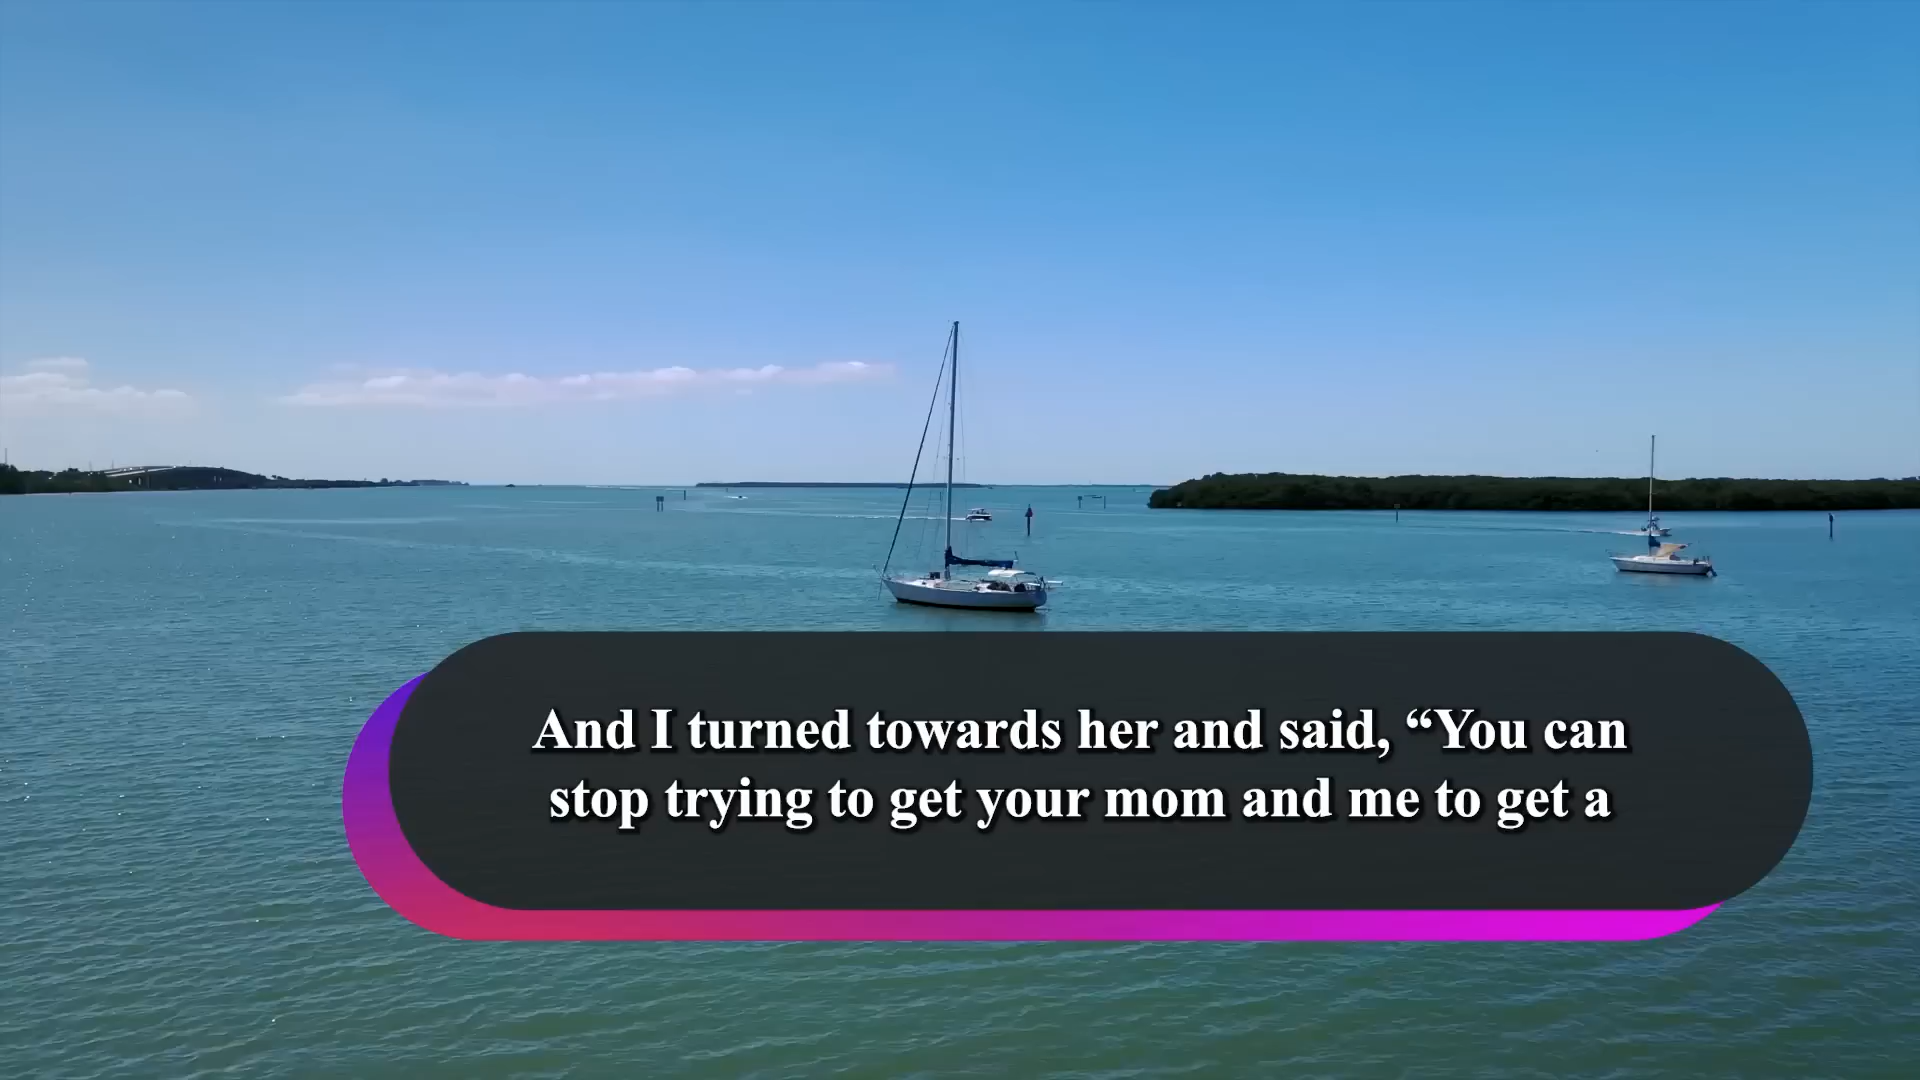 And I turned towards her and said, “You can
stop trying to get your mom and me to get a